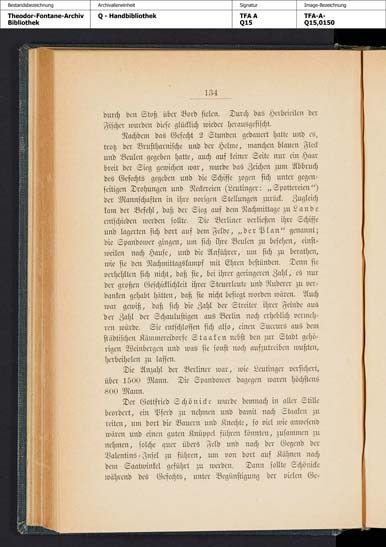 Bestandsbezeichnung
Archivalieneinheit
Signatur
Image-Bezeichnung
Theodor-Fontane-Archiv
Bibliothek
Q - Handbibliothek
TFA A
Q15
TFA-A-
Q15,0150
134
durch den Stoß über Bord fielen. Durch das Herbeieilen der
Fischer wurden diese glücklich wieder herausgefischt.
Nachdem das Gefecht 2 Stunden gedauert hatte und es,
trotz der Brustharnische und der Helme, manchen blauen Fleck
und Beulen gegeben hatte, auch auf keiner Seite nur ein Haar
breit der Sieg gewichen war, wurde das Zeichen zum Abbruch
des Gefechts gegeben und die Schiffe zogen sich unter gegen-
seitigen Drohungen und Neckereien (Leutinger: „Spottereien“)
der Mannschaften in ihre vorigen Stellungen zurück. Zugleich
kam der Befehl, daß der Sieg auf dem Nachmittage zu Lande
entschieden werden sollte. Die Berliner verließen ihre Schiffe
und lagerten sich dort auf dem Felde, „der Plan“ genannt;
die Spandower gingen, um sich ihre Beulen zu besehen, einst-
weilen nach Hause, und die Anführer, um sich zu berathen,
wie sie den Nachmittagskampf mit Ehren bestünden. Denn sie
verhehlten sich nicht, daß sie, bei ihrer geringeren Zahl, es nur
der großen Geschicklichkeit ihrer Steuerleute und Ruderer zu ver-
danken gehabt hätten, daß sie nicht besiegt worden wären. Auch
war gewiß, daß sich die Zahl der Streiter ihrer Feinde aus
der Zahl der Schaulustigen aus Berlin noch erheblich vermeh-
ren würde. Sie entschlossen sich also, einen Succurs aus dem
städtischen Kämmereidorfe Staaken nebst den zur Stadt gehö-
rigen Weinbergen und was sie sonst noch aufzutreiben wußten,
herbeiholen zu lassen.
Die Anzahl der Berliner war, wie Leutinger versichert,
über 1500 Mann. Die Spandower dagegen waren höchstens
800 Mann.
Der Gottfried Schönicke wurde demnach in aller Stille
beordert, ein Pferd zu nehmen und damit nach Staaken zu
reiten, um dort die Bauern und Knechte, so viel wie anwesend
wären und einen guten Knüppel führen könnten, zusammen zu
nehmen, solche quer übers Feld und nach der Gegend der
Valentins-Insel zu führen, um von dort auf Kähnen nach
dem Saatwinkel geführt zu werden. Dann sollte Schönicke
während des Gefechts, unter Begünstigung der vielen Ge-